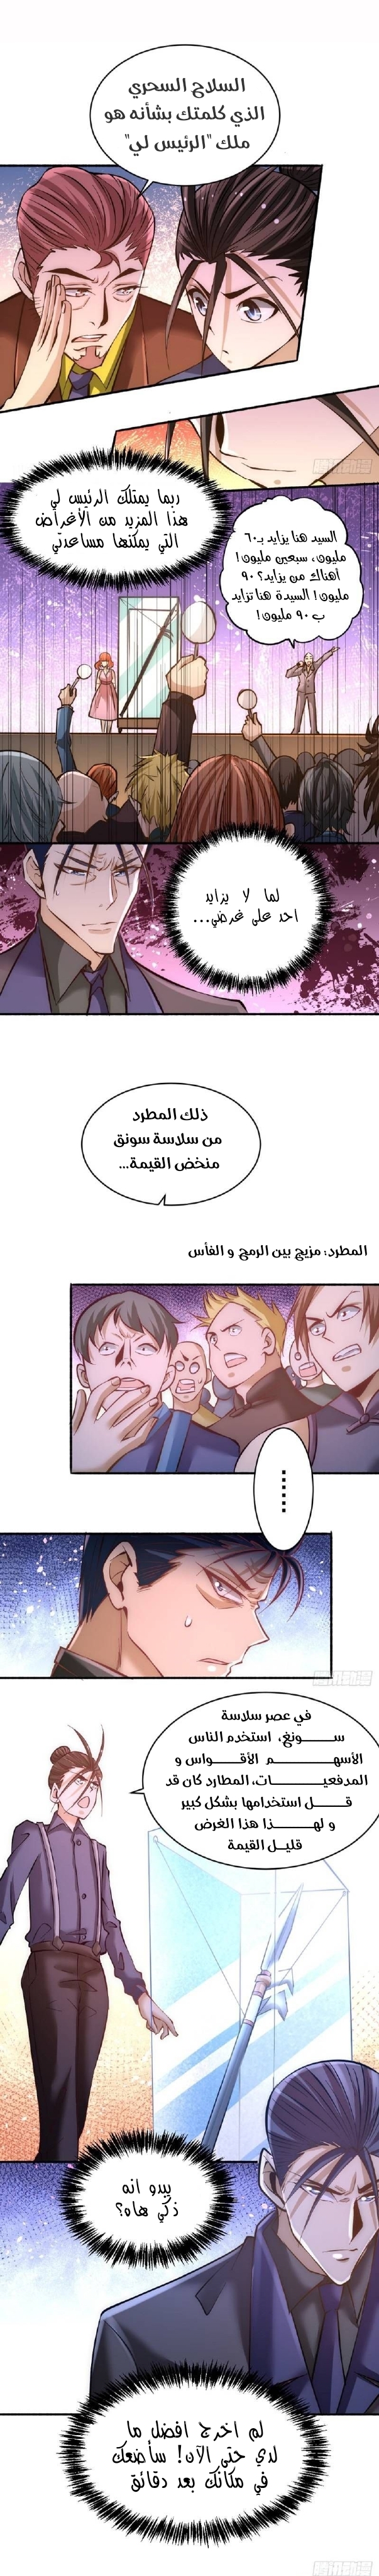 السلاح السحري
الذي كلمتك بشأنه هو
ملك "الرئيس لي"
ربما يمتلك الرئيس لي
هذا المزيد من الأغراض
التي يمكنها مساعدتي
السيد هنا يزايد بـ٦٠
مليون، سبعين مليون!
أهناك من يزايد؟ ٩٠
مليون! السيدة هنا تزايد
ب ٩٠ مليون!
لما لا يزايد
احد على غرضي...
ذلك المطرد
من سلاسة سونق
منخض القيمة...
المطرد؛ مزيج بين الرمح و الفأس
......
في عصر سلاسة
سونغ، استخدم الناس
الأسهم الأقواس و
المدفعيات، المطارد كان قد
قل استخدامها بشكل كبير
و لهذا هذا الغرض
قليل القيمة
يبدو انه
ذكي هاه؟
لم اخرج افضل ما
لدي حتى الآن! سأضعك
في مكانك بعد دقائق